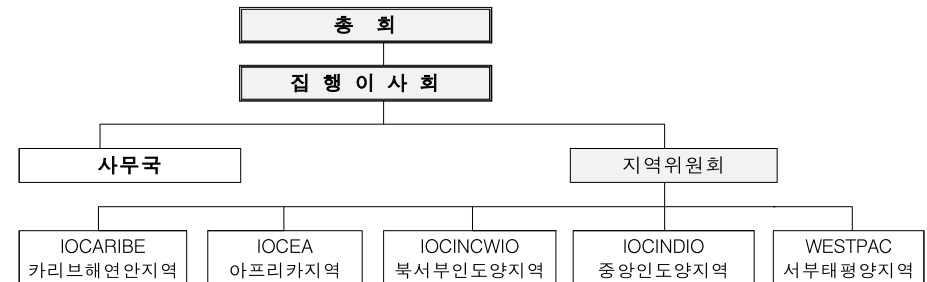 총 회
집 행 이 사 회
사무국
지역위원회
IOCARIBE
카리브해연안지역
IOCEA
아프리카지역
IOCINCWIO
북서부인도양지역
IOCINDIO
중앙인도양지역
WESTPAC
서부태평양지역